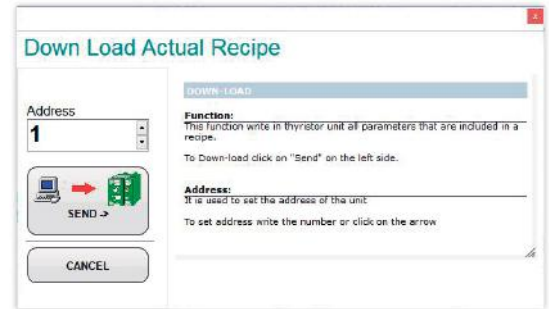 x
Down Load Actual Recipe
Address
1
SEND ->
CANCEL
DOWN-LOAD
Function:
This function write in thyristor unit all parameters that are included in a
recipe.
To Down-load click on "Send" on the left side.
Address:
It is used to set the address of the unit
To set address write the number or click on the arrow